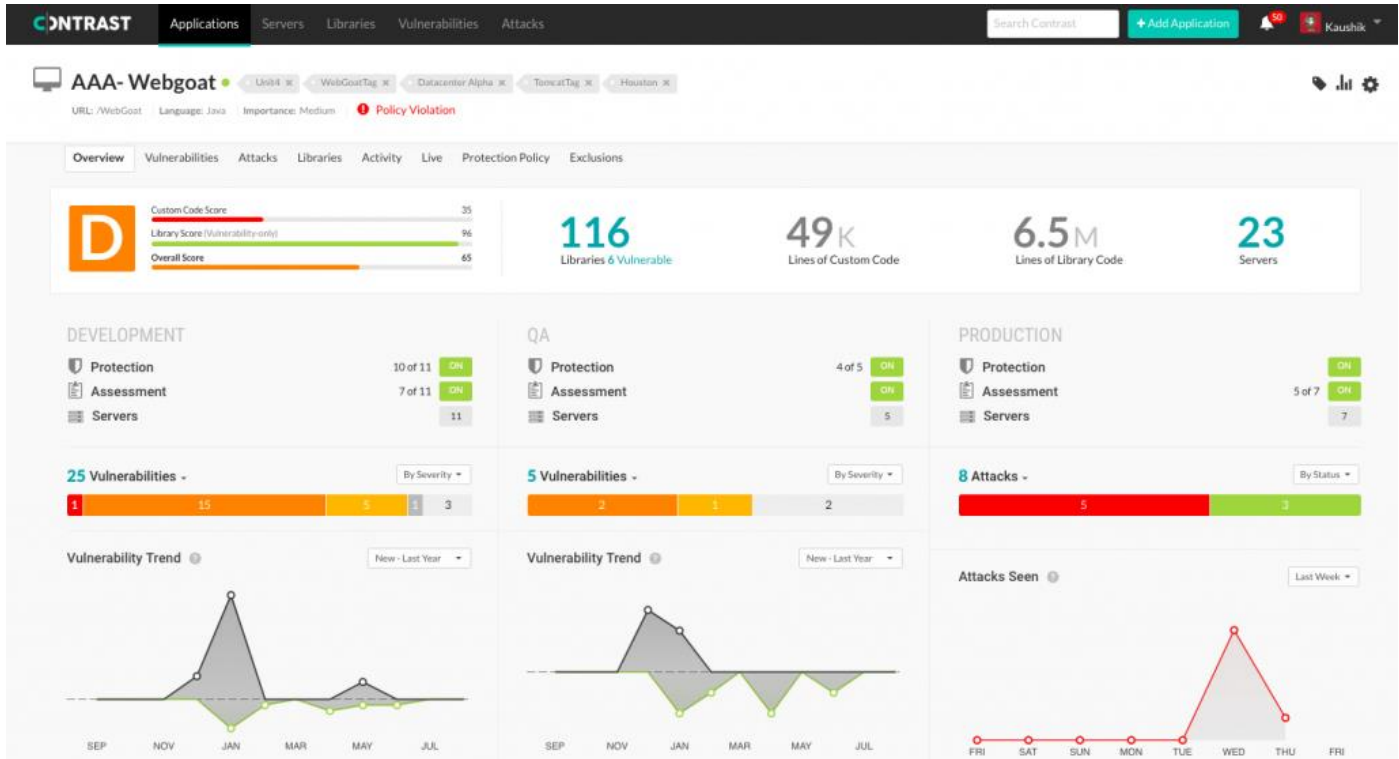 CONTRAST Applications Servers Libraries Vulnerabilities Attacks Search Contrast + Add Application 50 Kaushik
AAA- Webgoat Unit4 × WebGoatTag × Datacenter Alpha × TomcatTag × Houston ×
URL: /WebGoat Language: Java Importance: Medium Policy Violation
Overview Vulnerabilities Attacks Libraries Activity Live Protection Policy Exclusions
D
Custom Code Score 35
Library Score (Vulnerability-only) 96
Overall Score 65
116
Libraries 6 Vulnerable
49 K
Lines of Custom Code
6.5 M
Lines of Library Code
23
Servers
DEVELOPMENT
Protection 10 of 11 ON
Assessment 7 of 11 ON
Servers 11
25 Vulnerabilities By Severity
1 15 5 1 3
Vulnerability Trend ? New - Last Year
SEP NOV JAN MAR MAY JUL
QA
Protection 4 of 5 ON
Assessment ON
Servers 5
5 Vulnerabilities By Severity
2 1 2
Vulnerability Trend ? New - Last Year
SEP NOV JAN MAR MAY JUL
PRODUCTION
Protection ON
Assessment 5 of 7 ON
Servers 7
8 Attacks By Status
5 3
Attacks Seen ? Last Week
FRI SAT SUN MON TUE WED THU FRI